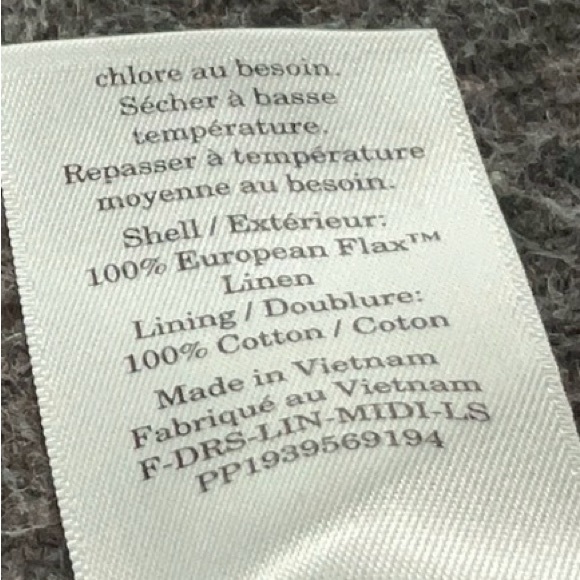 chlore au besoin.
Sécher à basse
température.
Repasser à température
moyenne au besoin.
Shell / Extérieur:
100% European Flax™
Linen
Lining / Doublure:
100% Cotton / Coton
Made in Vietnam
Fabriqué au Vietnam
F-DRS-LIN-MIDI-LS
PP1939569194